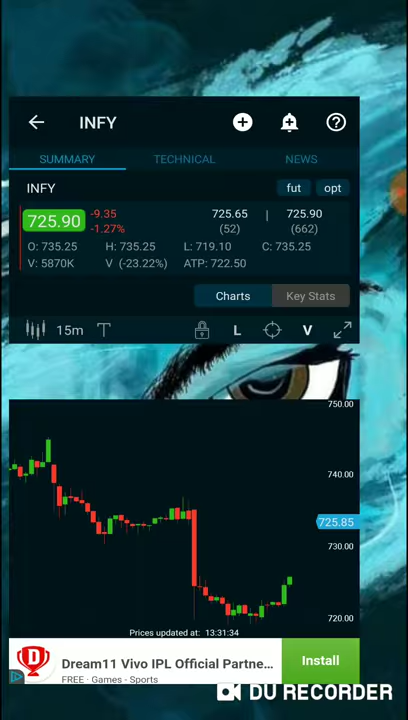 INFY
SUMMARY TECHNICAL NEWS
INFY fut opt
725.90 -9.35 725.65 | 725.90
-1.27% (52) (662)
O: 735.25 H: 735.25 L: 719.10 C: 735.25
V: 5870K V (-23.22%) ATP: 722.50
Charts Key Stats
15m T L V
750.00
740.00
725.85
730.00
720.00
Prices updated at: 13:31:34
D
Dream11 Vivo IPL Official Partne...
FREE · Games - Sports
Install
DU RECORDER